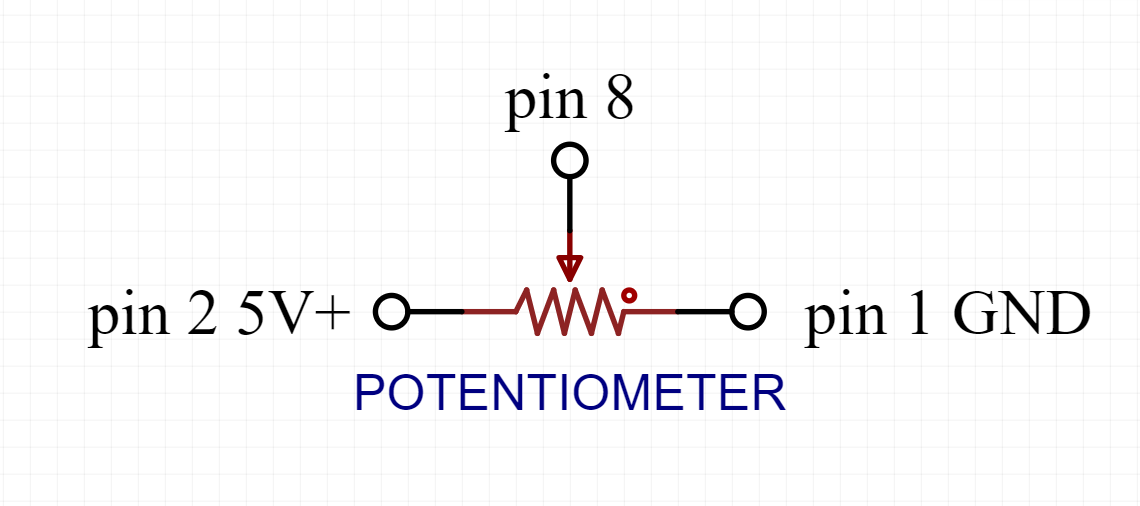 pin 8
pin 2 5V+
pin 1 GND
POTENTIOMETER